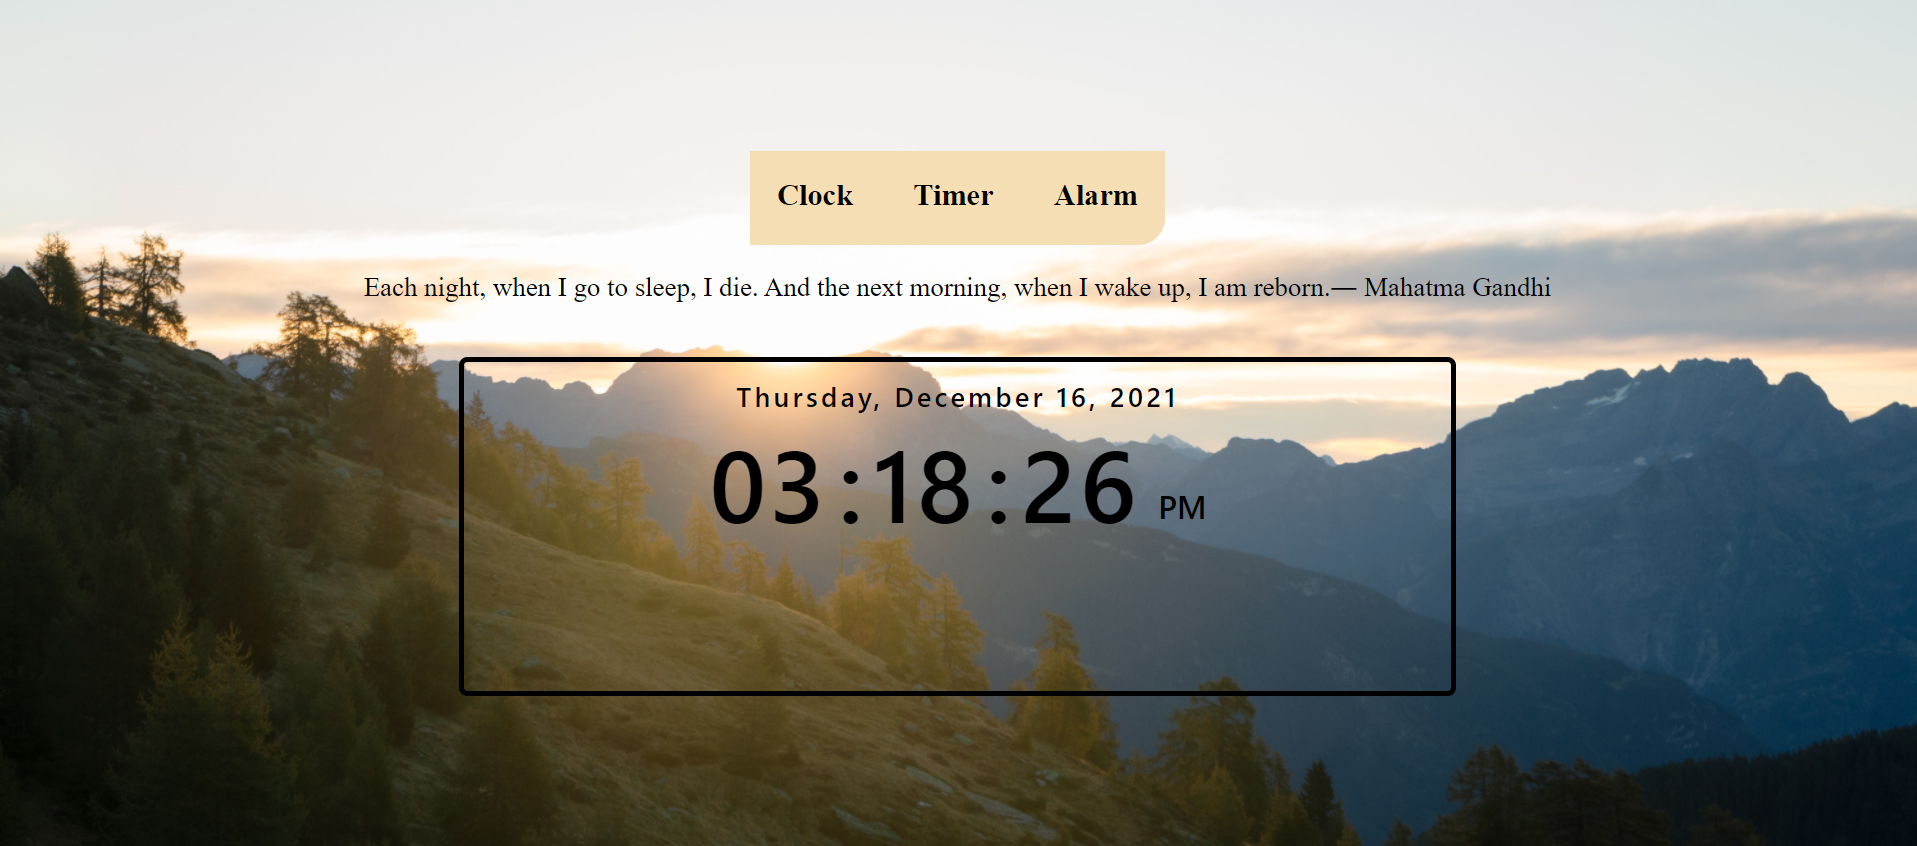 Clock Timer Alarm
Each night, when I go to sleep, I die. And the next morning, when I wake up, I am reborn.— Mahatma Gandhi
Thursday, December 16, 2021
03:18:26 PM